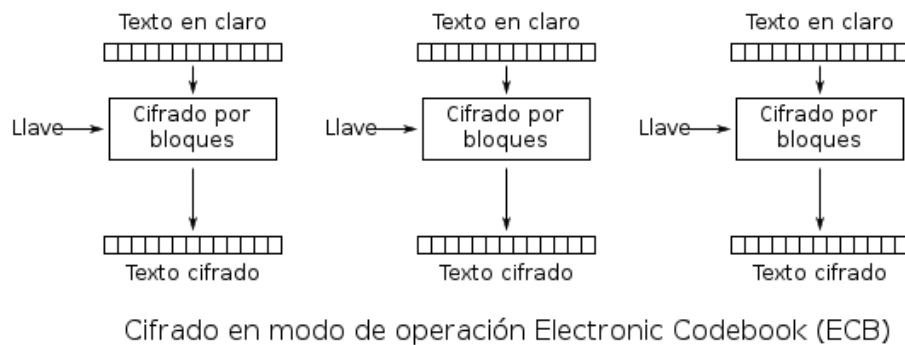 Texto en claro
Texto en claro
Texto en claro
Llave
Cifrado por
bloques
Llave
Cifrado por
bloques
Llave
Cifrado por
bloques
Texto cifrado
Texto cifrado
Texto cifrado
Cifrado en modo de operación Electronic Codebook (ECB)